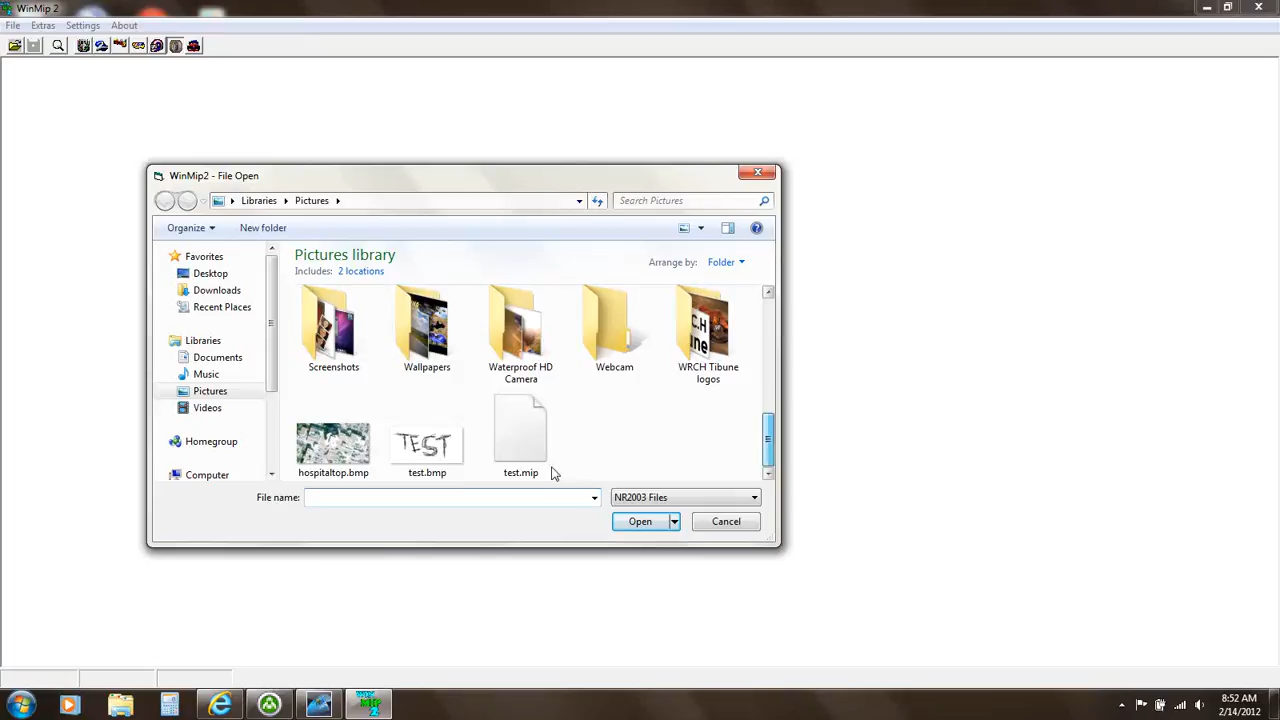 WinMip 2
File Extras Settings About
WinMip2 - File Open
Libraries Pictures
Search Pictures
Organize New folder
Favorites
Desktop
Downloads
Recent Places
Libraries
Documents
Music
Pictures
Videos
Homegroup
Computer
Pictures library
Includes: 2 locations
Arrange by: Folder
Screenshots
Wallpapers
Waterproof HD
Camera
Webcam
WRCH Tibune
logos
TEST
hospitaltop.bmp
test.bmp
test.mip
File name:
NR2003 Files
Open
Cancel
WIN
MIP
2
8:52 AM
2/14/2012